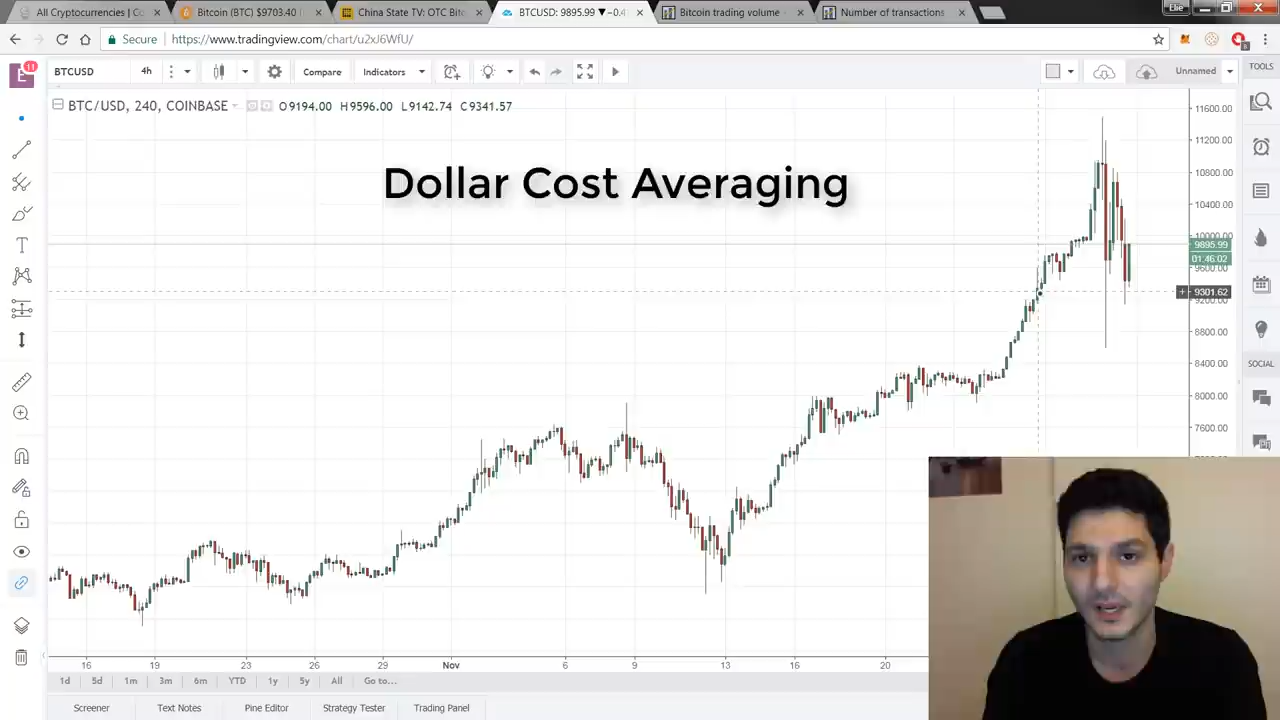 All Cryptocurrencies | Co
Bitcoin (BTC) $9703.40 (
China State TV: OTC Bit
BTCUSD: 9895.99 ▼ −0.4
Bitcoin trading volume -
Number of transactions
Elie
Secure
https://www.tradingview.com/chart/u2xJ6WfU/
E
11
BTCUSD
4h
Compare
Indicators
Unnamed
TOOLS
BTC/USD, 240, COINBASE
O9194.00 H9596.00 L9142.74 C9341.57
Dollar Cost Averaging
11600.00
11200.00
10800.00
10400.00
10000.00
9895.99
01:46:02
9600.00
9301.62
9200.00
8800.00
8400.00
8000.00
7600.00
SOCIAL
16
19
23
26
29
Nov
6
9
13
16
20
1d
5d
1m
3m
6m
YTD
1y
5y
All
Go to...
Screener
Text Notes
Pine Editor
Strategy Tester
Trading Panel